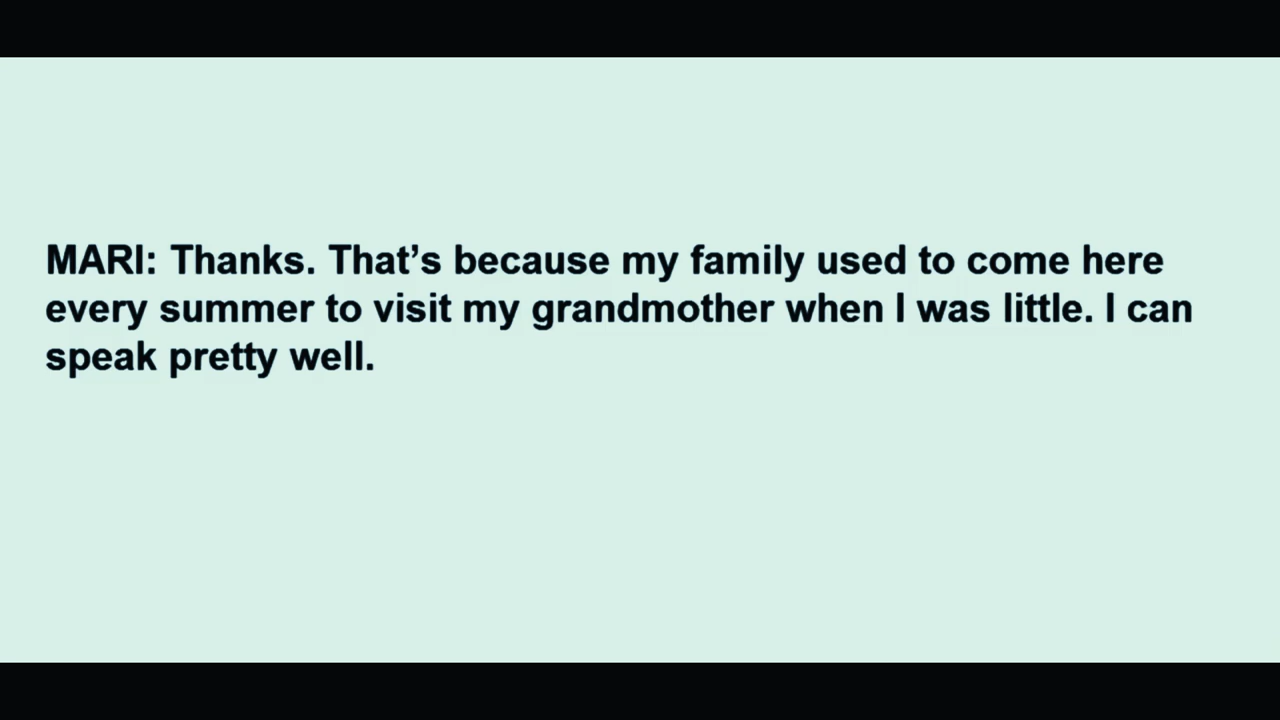 MARI: Thanks. That’s because my family used to come here
every summer to visit my grandmother when I was little. I can
speak pretty well.